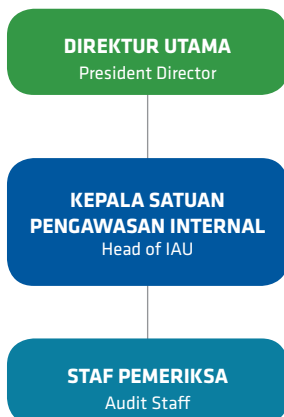 DIREKTUR UTAMA
President Director
KEPALA SATUAN
PENGAWASAN INTERNAL
Head of IAU
STAF PEMERIKSA
Audit Staff